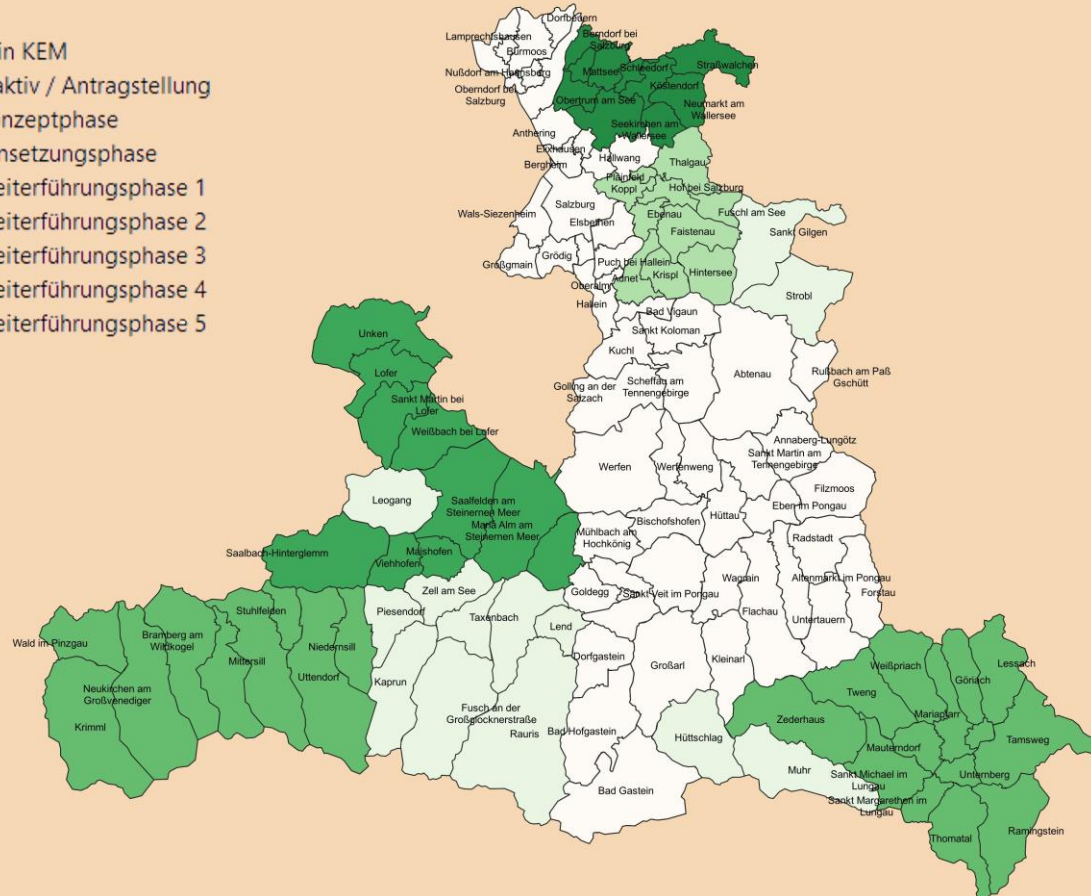 in KEM
aktiv / Antragstellung
nzeptphase
nsetzungsphase
eiterführungsphase 1
eiterführungsphase 2
eiterführungsphase 3
eiterführungsphase 4
eiterführungsphase 5
Dorfbeuern
Lamprechtshausen
Bürmoos
Berndorf bei
Salzburg
Nußdorf am Haunsberg
Mattsee
Schleedorf
Straßwalchen
Köstendorf
Oberndorf bei
Salzburg
Obertrum am See
Neumarkt am
Wallersee
Seekirchen am
Wallersee
Anthering
Elixhausen
Bergheim
Hallwang
Thalgau
Plainfeld
Koppl
Hof bei Salzburg
Salzburg
Wals-Siezenheim
Elsbethen
Ebenau
Fuschl am See
Faistenau
Sankt Gilgen
Großgmain
Grödig
Puch bei Hallein
Adnet
Krispl
Hintersee
Oberalm
Strobl
Hallein
Bad Vigaun
Sankt Koloman
Unken
Kuchl
Lofer
Abtenau
Rußbach am Paß
Gschütt
Golling an der
Salzach
Scheffau am
Tennengebirge
Sankt Martin bei
Lofer
Weißbach bei Lofer
Annaberg-Lungötz
Sankt Martin am
Tennengebirge
Werfen
Werfenweng
Filzmoos
Leogang
Saalfelden am
Steinernen Meer
Maria Alm am
Steinernen Meer
Eben im Pongau
Hüttau
Bischofshofen
Mühlbach am
Hochkönig
Radstadt
Saalbach-Hinterglemm
Maishofen
Viehhofen
Zell am See
Goldegg
Sankt Veit im Pongau
Wagrain
Altenmarkt im Pongau
Forstau
Flachau
Untertauern
Piesendorf
Taxenbach
Lend
Stuhlfelden
Wald im Pinzgau
Bramberg am
Wildkogel
Niedernsill
Mittersill
Uttendorf
Dorfgastein
Großarl
Kleinarl
Kaprun
Neukirchen am
Großvenediger
Krimml
Fusch an der
Großglocknerstraße
Rauris
Bad Hofgastein
Hüttschlag
Bad Gastein
Weißpriach
Lessach
Göriach
Tweng
Mariapfarr
Zederhaus
Tamsweg
Mauterndorf
Muhr
Sankt Michael im
Lungau
Unternberg
Sankt Margarethen im
Lungau
Thomatal
Ramingstein